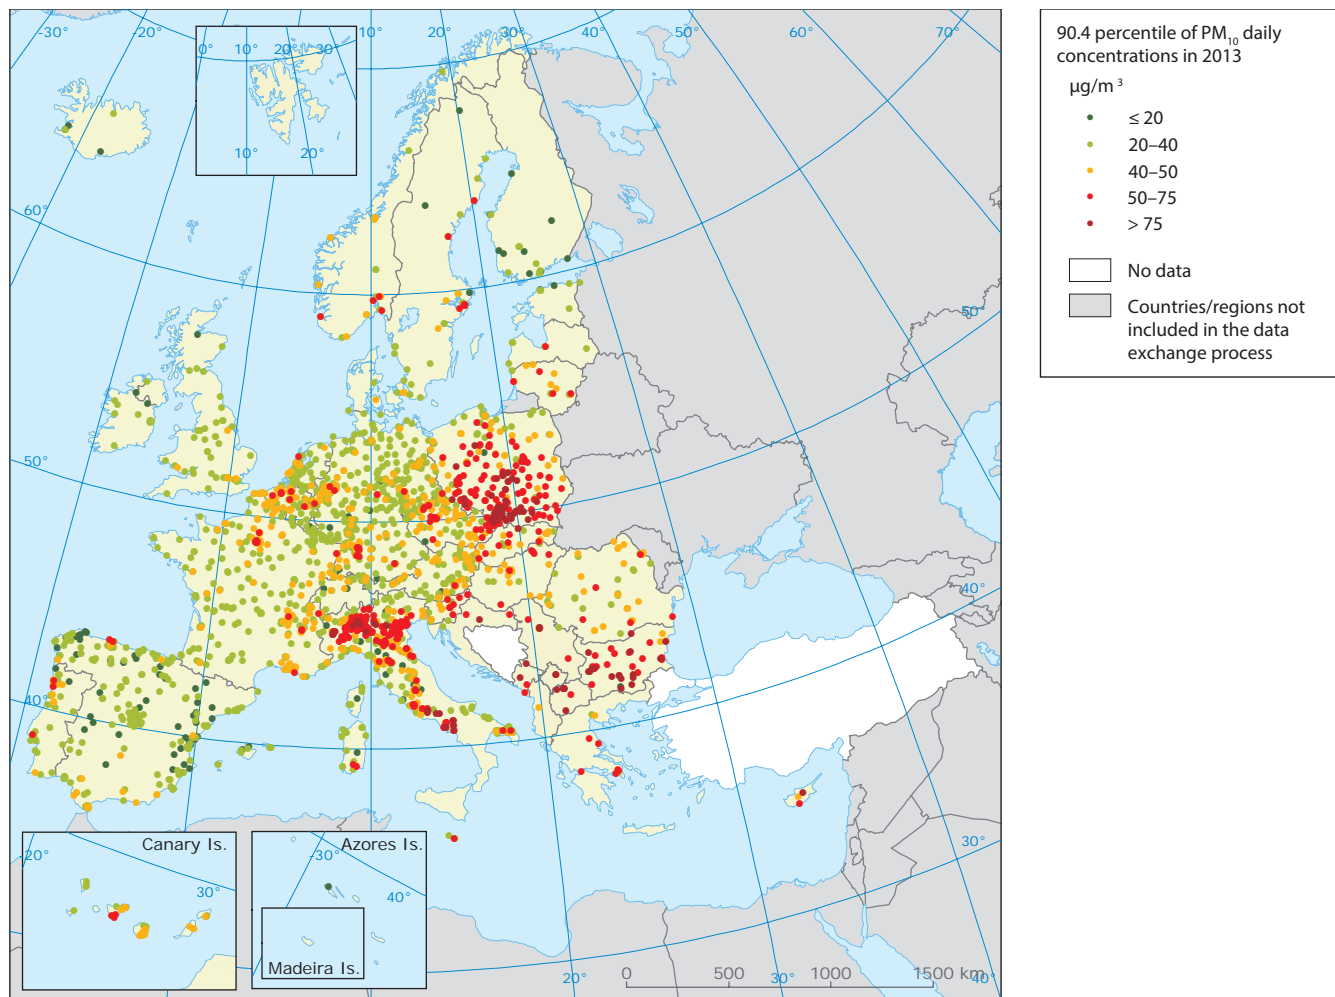 -30° -20° 0° 10° 20° 30° 10° 20° 30° 40° 50° 60° 70°
10° 20°
60°
50°
50°
40°
40°
Canary Is.
-20°
30°
Azores Is.
-30°
40°
Madeira Is.
30°
0 500 1000 1500 km
20° 30° 40°
90.4 percentile of PM10 daily
concentrations in 2013
µg/m 3
≤ 20
20–40
40–50
50–75
> 75
No data
Countries/regions not
included in the data
exchange process